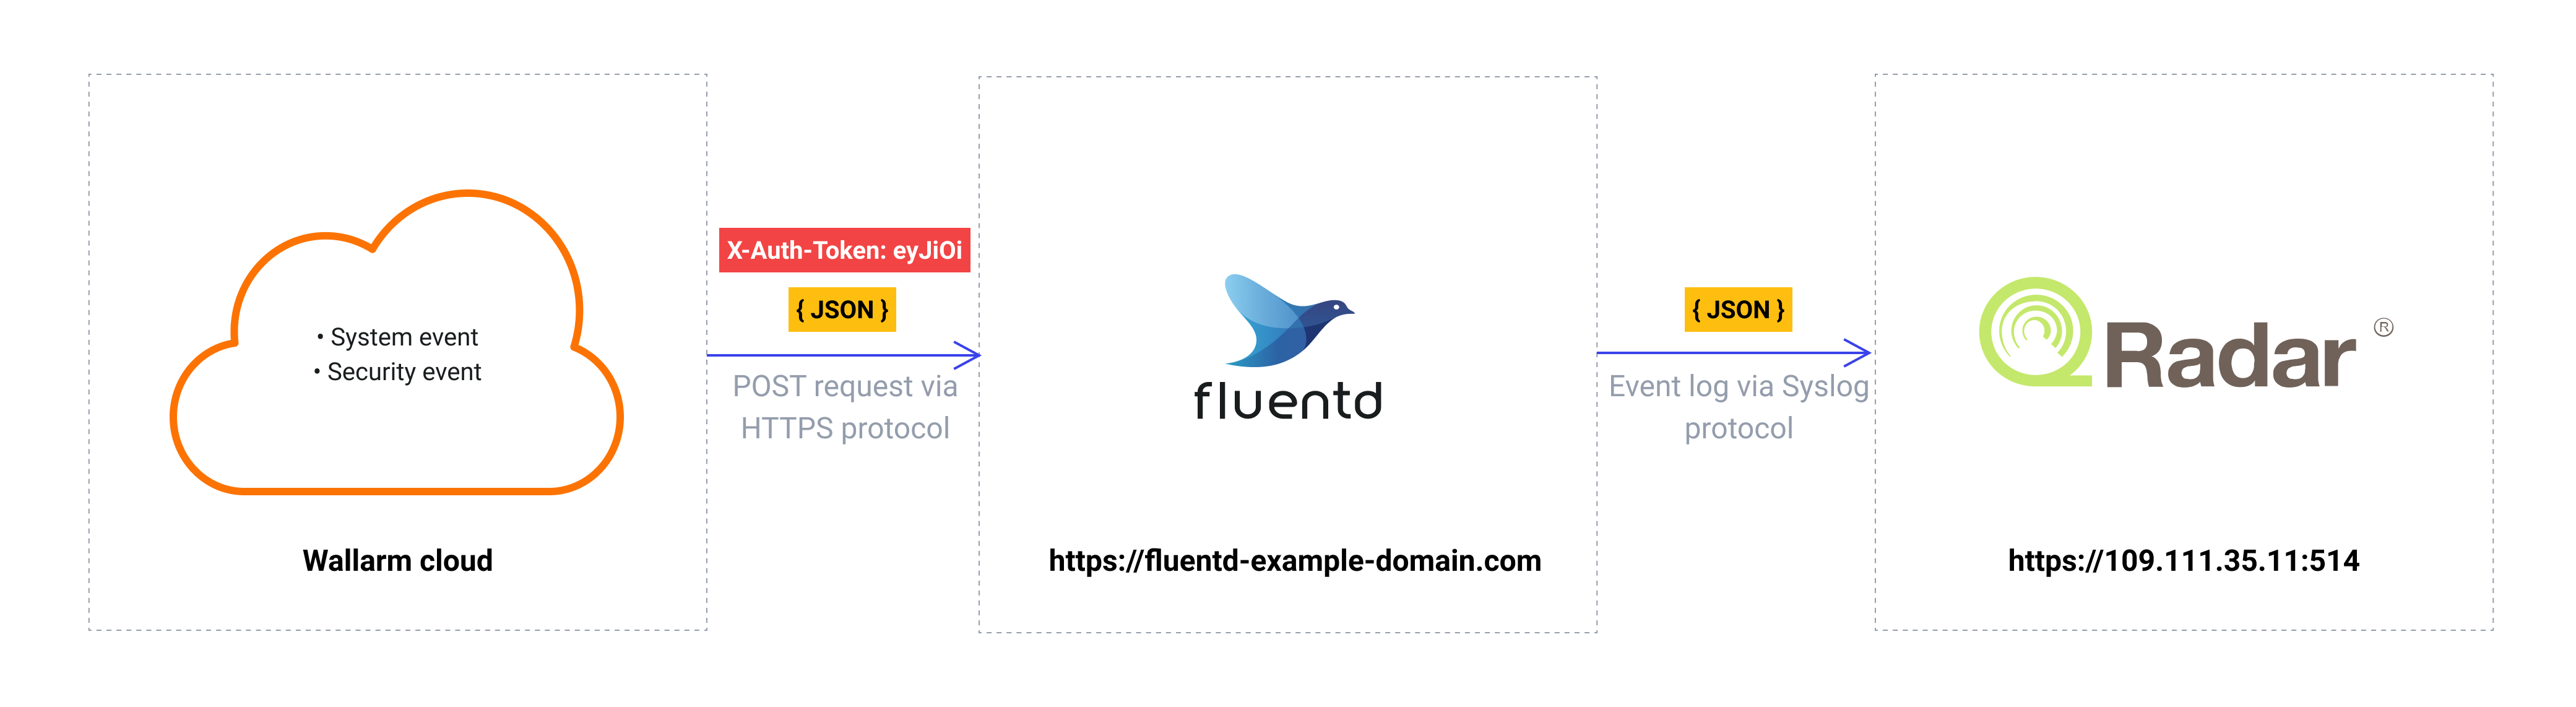 • System event
• Security event
Wallarm cloud
X-Auth-Token: eyJiOi
{ JSON }
POST request via
HTTPS protocol
fluentd
https://fluentd-example-domain.com
{ JSON }
Event log via Syslog
protocol
QRadar ®
https://109.111.35.11:514